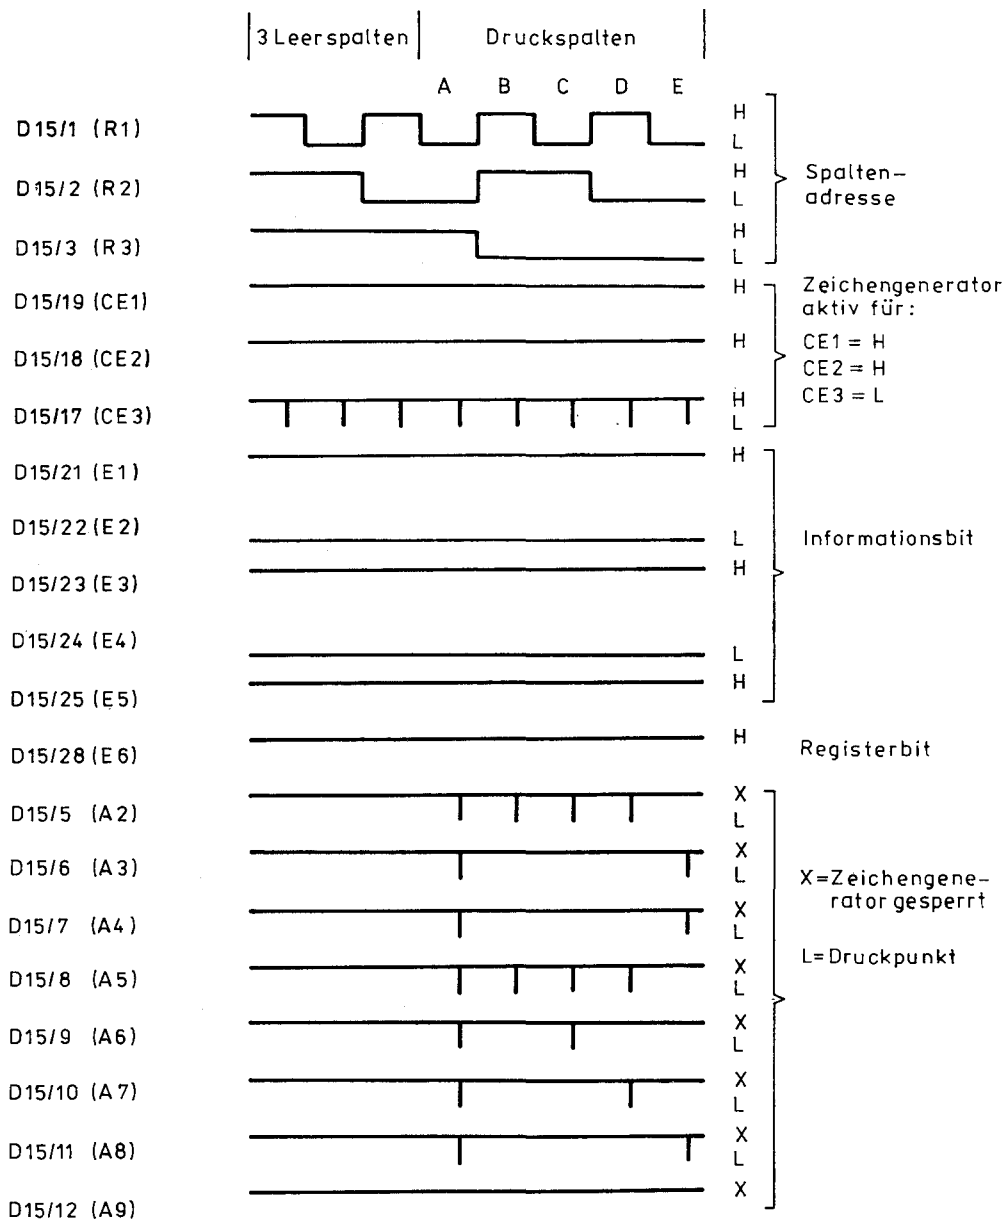 3 Leerspalten Druckspalten
A B C D E
D15/1 (R1) H
L
D15/2 (R2) H
L
D15/3 (R3) H
L
Spalten-
adresse
D15/19 (CE1) H
D15/18 (CE2) H
D15/17 (CE3) H
L
Zeichengenerator
aktiv für:
CE1 = H
CE2 = H
CE3 = L
D15/21 (E1) H
D15/22 (E2) L
D15/23 (E3) H
D15/24 (E4) L
D15/25 (E5) H
Informationsbit
D15/28 (E6) H Registerbit
D15/5 (A2) X
L
D15/6 (A3) X
L
D15/7 (A4) X
L
D15/8 (A5) X
L
D15/9 (A6) X
L
D15/10 (A7) X
L
D15/11 (A8) X
L
D15/12 (A9) X
X=Zeichengene-
rator gesperrt
L=Druckpunkt